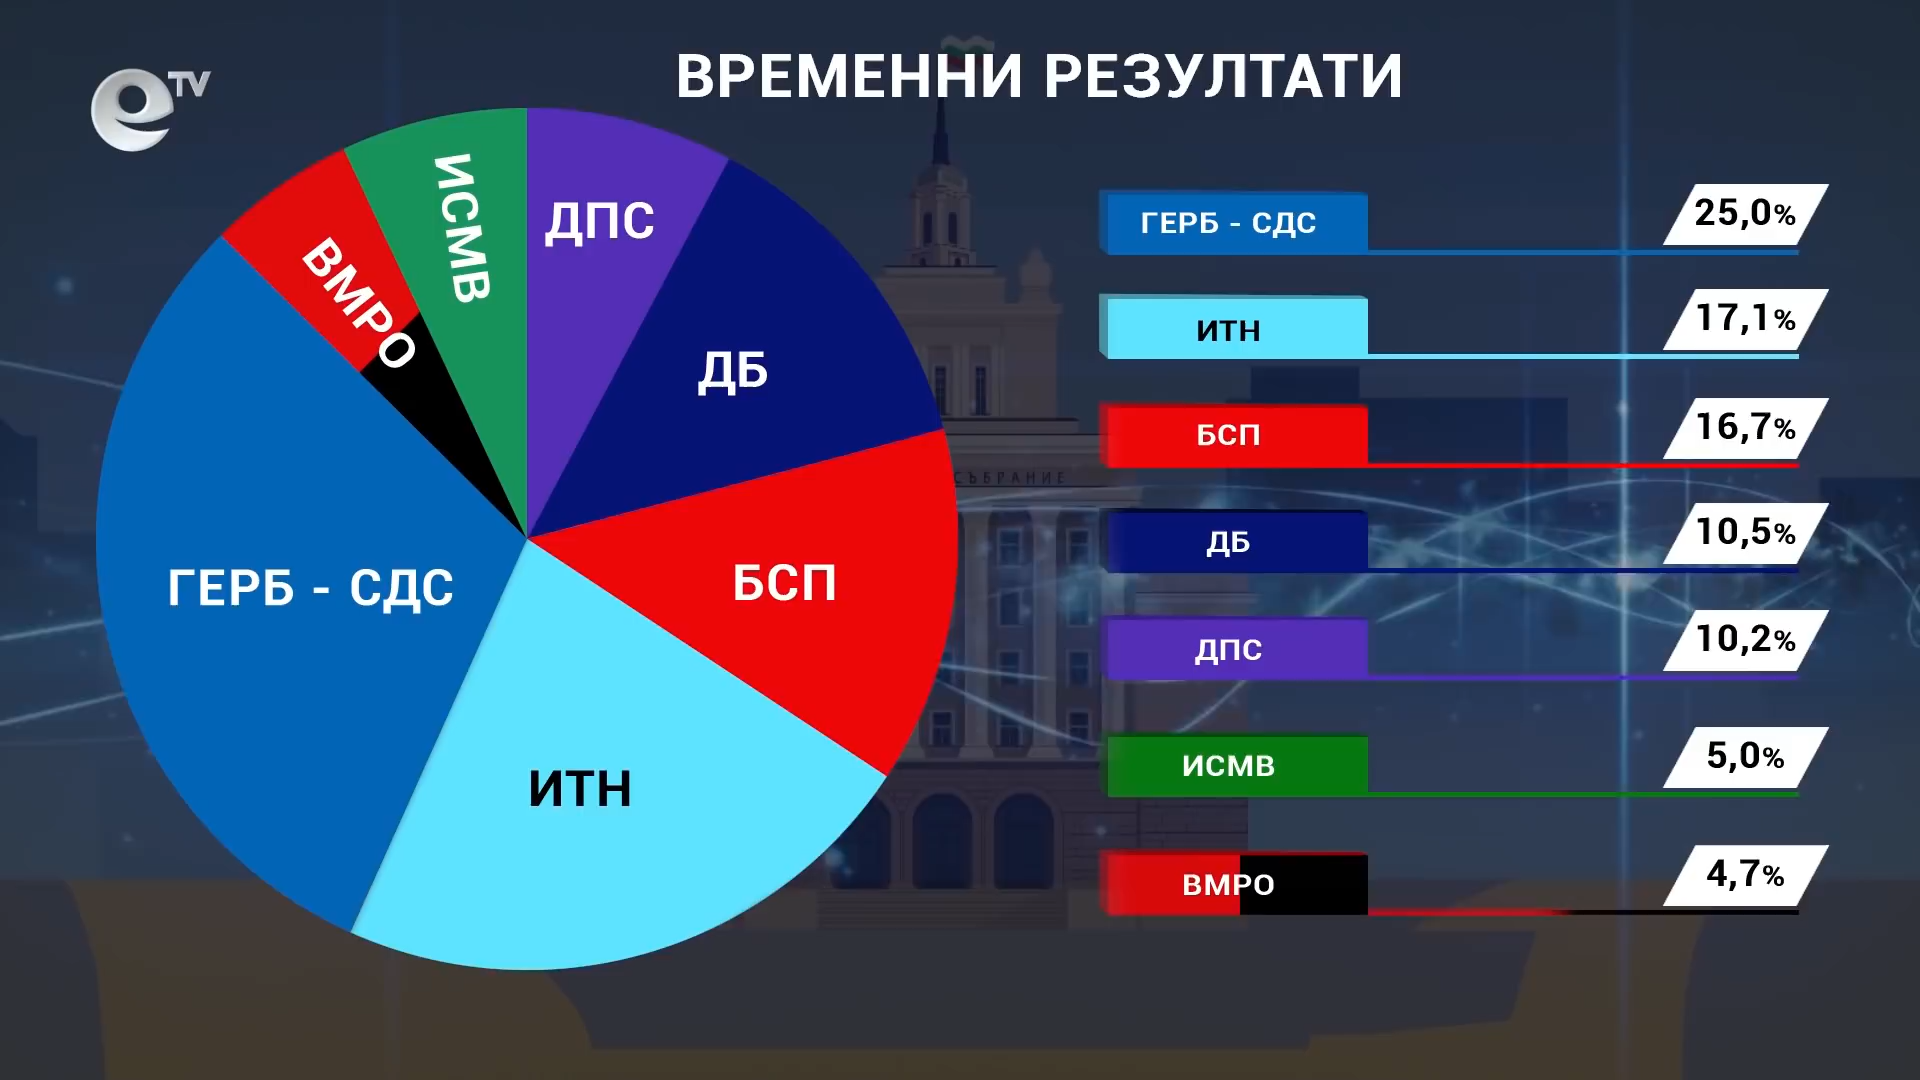 eTV
ВРЕМЕННИ РЕЗУЛТАТИ
ИСМВ
ДПС
ВМРО
ДБ
ГЕРБ - СДС
БСП
ИТН
СЪБРАНИЕ
ГЕРБ - СДС 25,0%
ИТН 17,1%
БСП 16,7%
ДБ 10,5%
ДПС 10,2%
ИСМВ 5,0%
ВМРО 4,7%